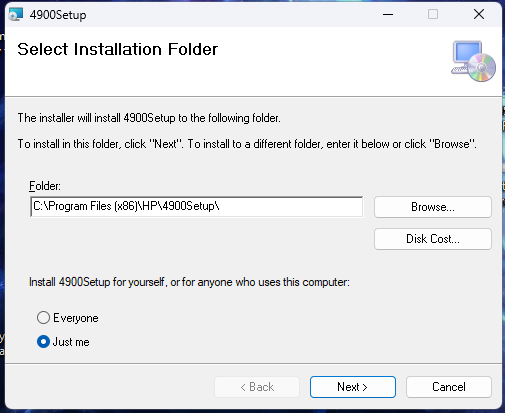 4900Setup
Select Installation Folder
The installer will install 4900Setup to the following folder.
To install in this folder, click "Next". To install to a different folder, enter it below or click "Browse".
Folder:
C:\Program Files (x86)\HP\4900Setup\
Browse...
Disk Cost...
Install 4900Setup for yourself, or for anyone who uses this computer:
Everyone
Just me
< Back
Next >
Cancel